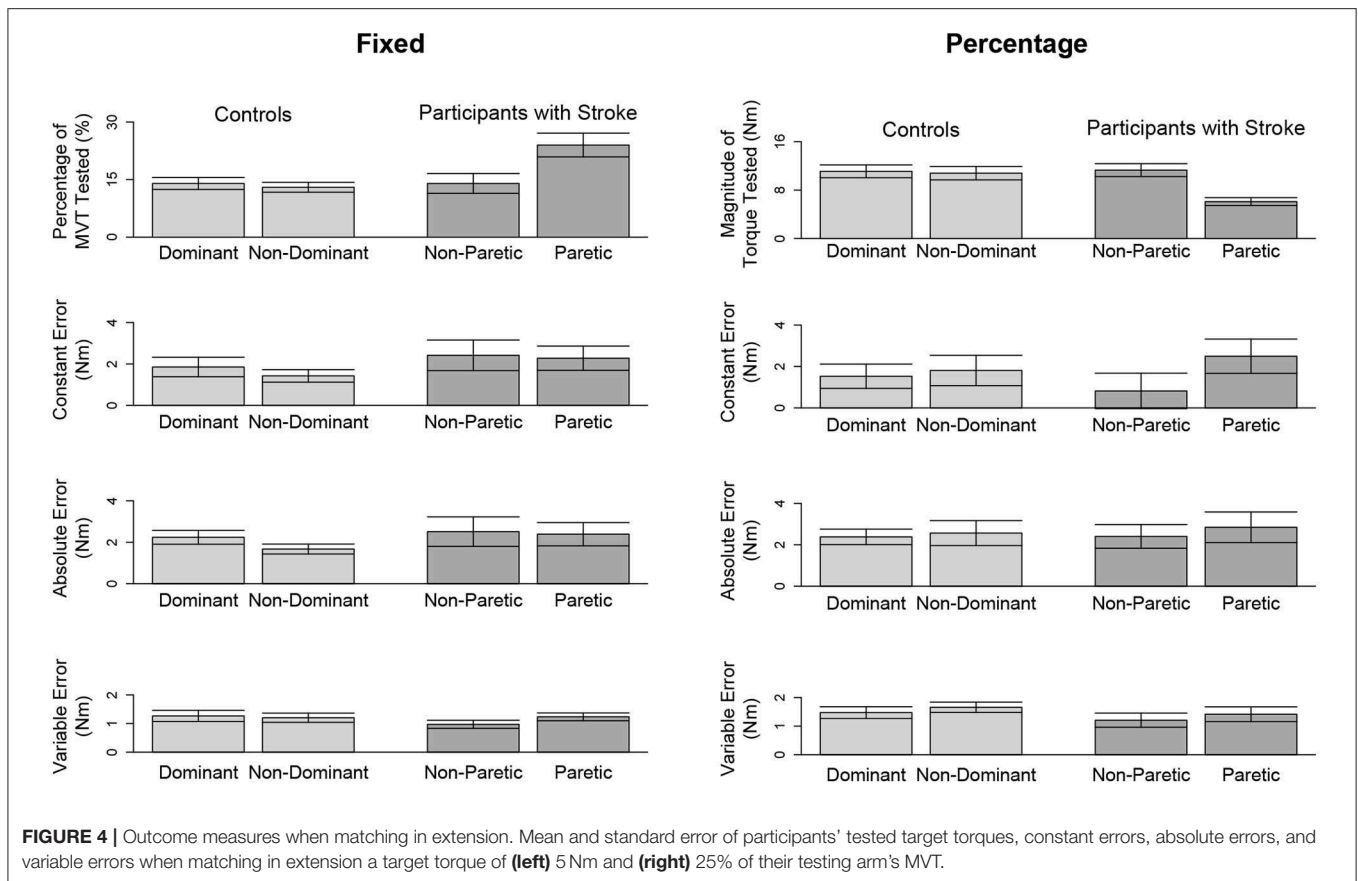 Fixed
Percentage of
MVT Tested (%)
0 15 30
Controls
Participants with Stroke
Dominant Non-Dominant Non-Paretic Paretic
Constant Error
(Nm)
0 2 4
Dominant Non-Dominant Non-Paretic Paretic
Absolute Error
(Nm)
0 2 4
Dominant Non-Dominant Non-Paretic Paretic
Variable Error
(Nm)
0 1 2
Dominant Non-Dominant Non-Paretic Paretic
Percentage
Magnitude of
Torque Tested (Nm)
0 8 16
Controls
Participants with Stroke
Dominant Non-Dominant Non-Paretic Paretic
Constant Error
(Nm)
0 2 4
Dominant Non-Dominant Non-Paretic Paretic
Absolute Error
(Nm)
0 2 4
Dominant Non-Dominant Non-Paretic Paretic
Variable Error
(Nm)
0 1 2
Dominant Non-Dominant Non-Paretic Paretic
FIGURE 4 | Outcome measures when matching in extension. Mean and standard error of participants' tested target torques, constant errors, absolute errors, and
variable errors when matching in extension a target torque of (left) 5 Nm and (right) 25% of their testing arm's MVT.